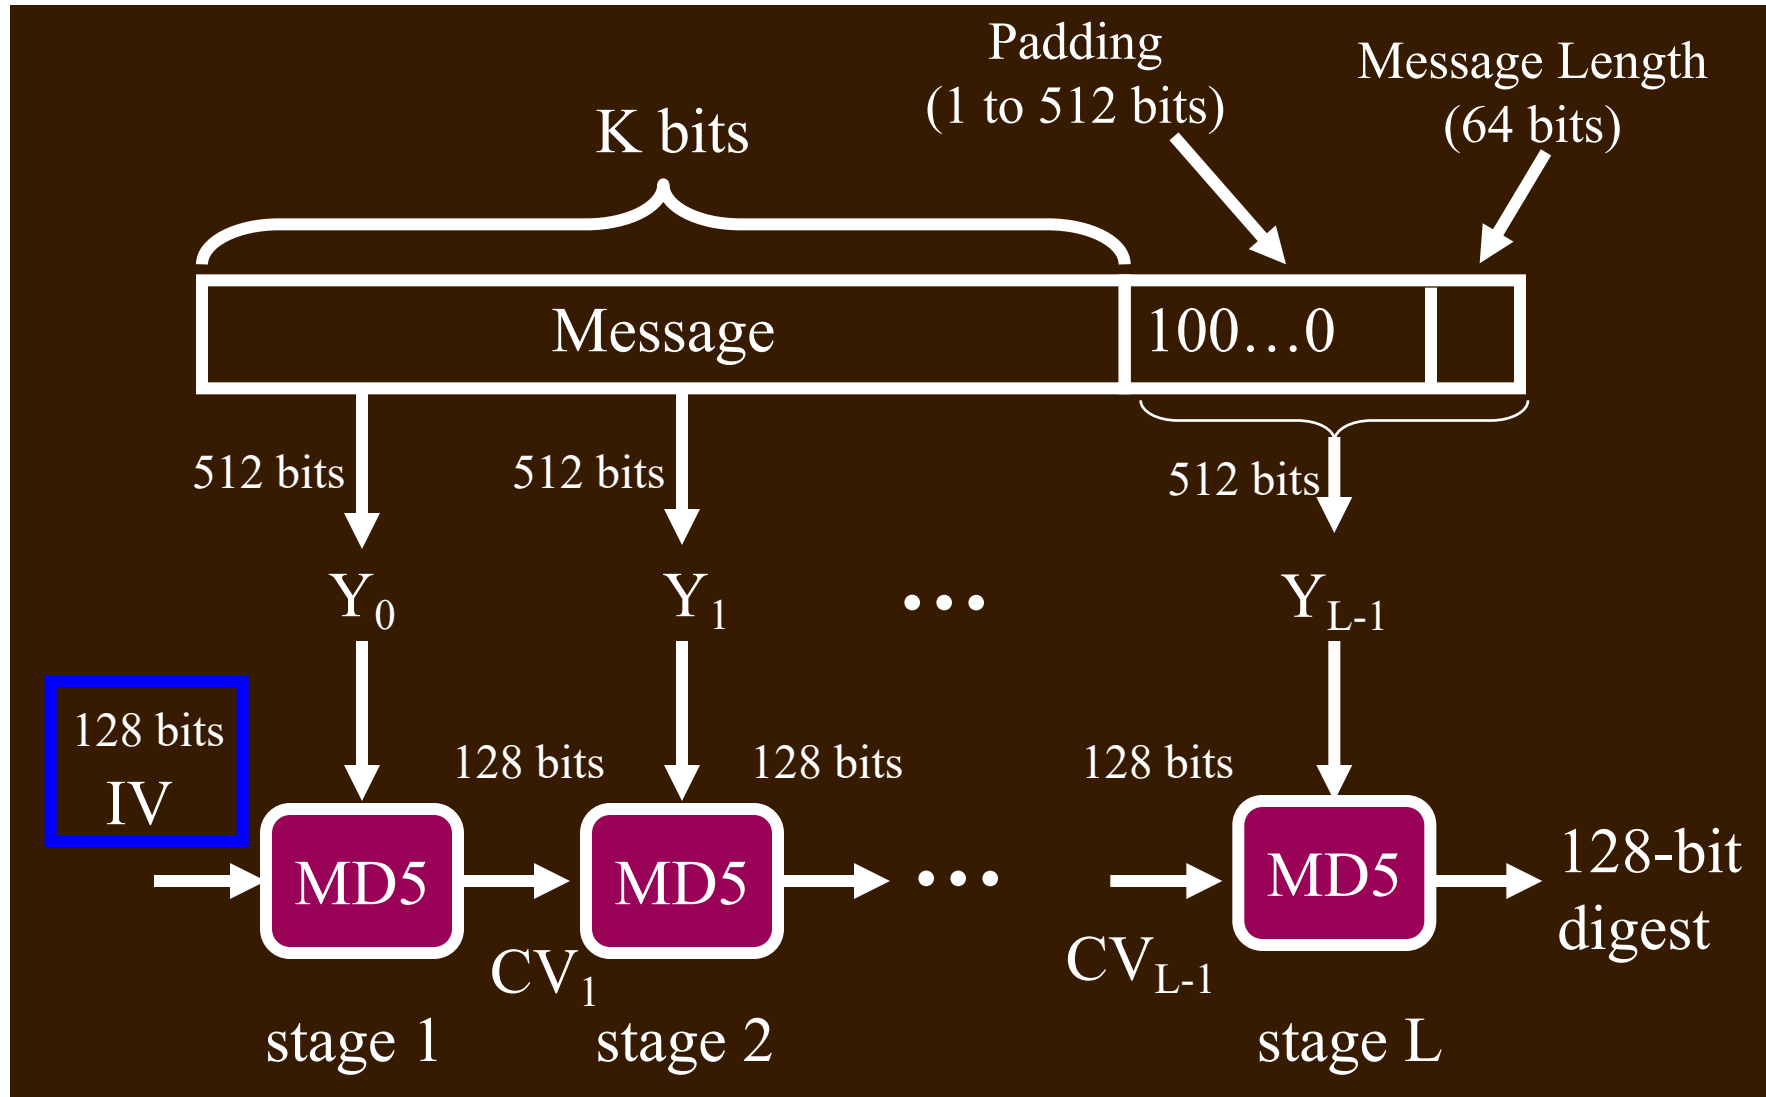 Padding
(1 to 512 bits)
Message Length
(64 bits)
K bits
Message
100…0
512 bits
512 bits
512 bits
Y0
Y1
…
YL-1
128 bits
IV
128 bits
128 bits
128 bits
MD5
MD5
…
MD5
128-bit
digest
CV1
CVL-1
stage 1
stage 2
stage L